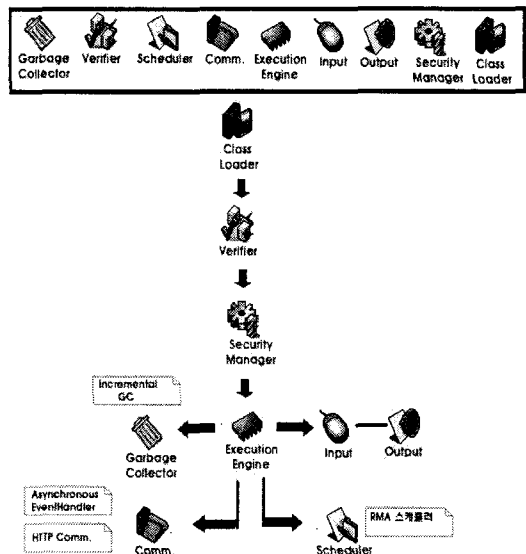 Garbage Collector
Verifier
Scheduler
Comm.
Execution Engine
Input
Output
Security Manager
Class Loader
Class Loader
Verifier
Security Manager
Incremental GC
Garbage Collector
Execution Engine
Input
Output
Asynchronous EventHandler
HTTP Comm.
Comm.
Scheduler
RMA 스케쥴러